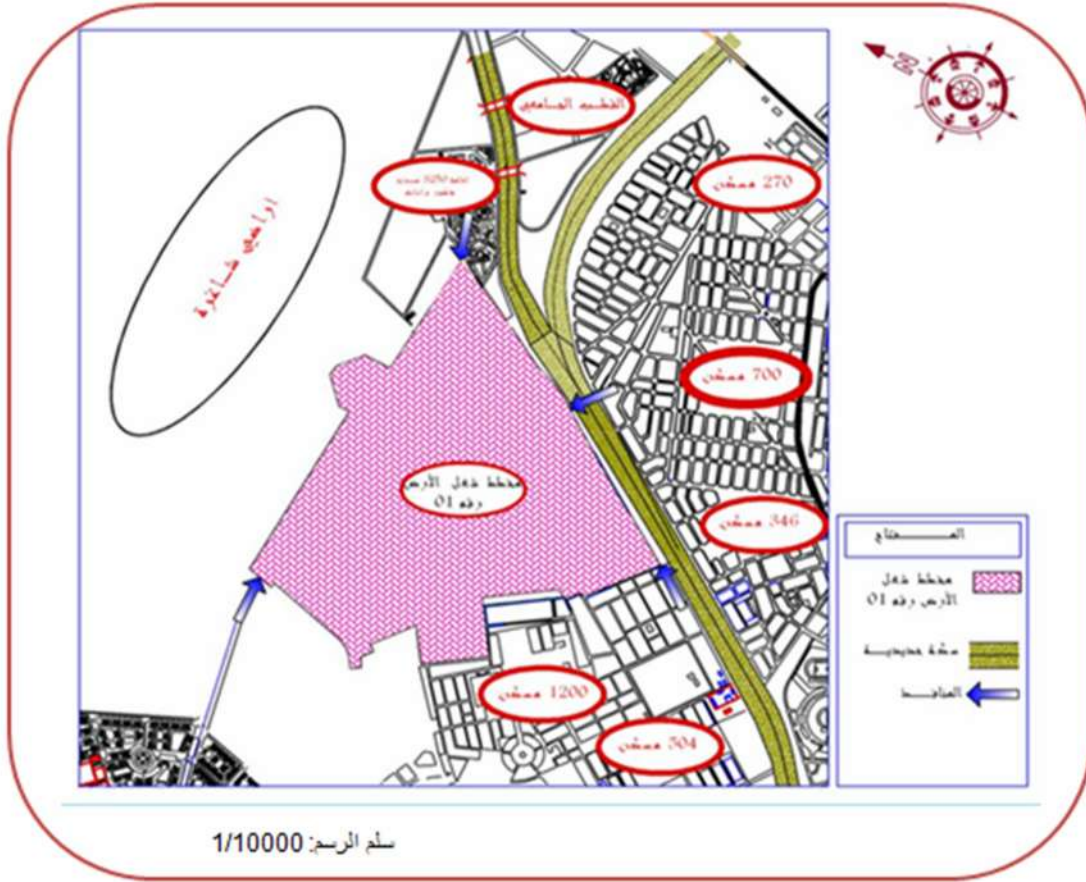 القطب الجامعي
270 مسكن
اراضي شاغرة
700 مسكن
مخطط شغل الأرض
رقم 01
346 مسكن
المفتاح
مخطط شغل
الأرض رقم 01
سكة حديدية
المنافذ
1200 مسكن
504 مسكن
سلم الرسم: 1/10000